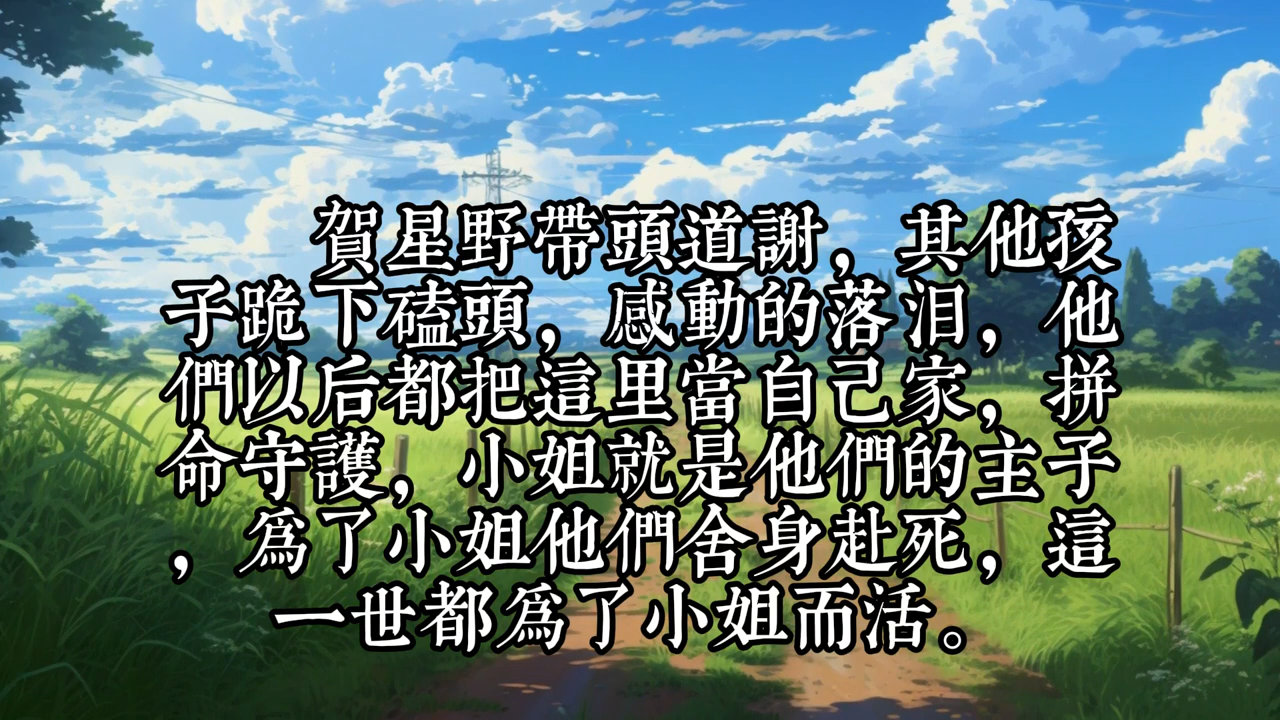 賀星野帶頭道謝，其他孩
子跪下磕頭，感動的落泪，他
們以后都把這里當自己家，拼
命守護，小姐就是他們的主子
，爲了小姐他們舍身赴死，這
一世都爲了小姐而活。